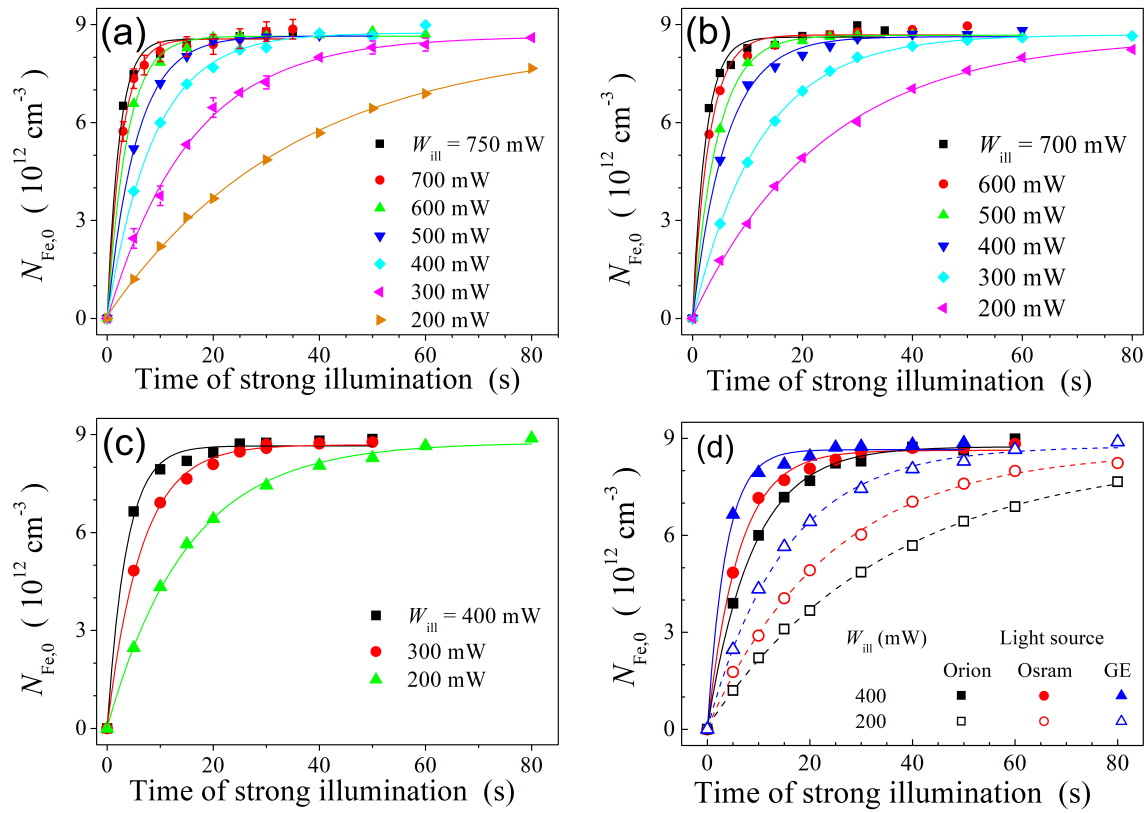 (a)
9
6
3
0
N_Fe,0 ( 10^12 cm^-3)
W_ill = 750 mW
700 mW
600 mW
500 mW
400 mW
300 mW
200 mW
0 20 40 60 80
Time of strong illumination (s)
(b)
9
6
3
0
N_Fe,0 ( 10^12 cm^-3)
W_ill = 700 mW
600 mW
500 mW
400 mW
300 mW
200 mW
0 20 40 60 80
Time of strong illumination (s)
(c)
9
6
3
0
N_Fe,0 ( 10^12 cm^-3)
W_ill = 400 mW
300 mW
200 mW
0 20 40 60 80
Time of strong illumination (s)
(d)
9
6
3
0
N_Fe,0 ( 10^12 cm^-3)
W_ill (mW) Light source
Orion Osram GE
400
200
0 20 40 60 80
Time of strong illumination (s)